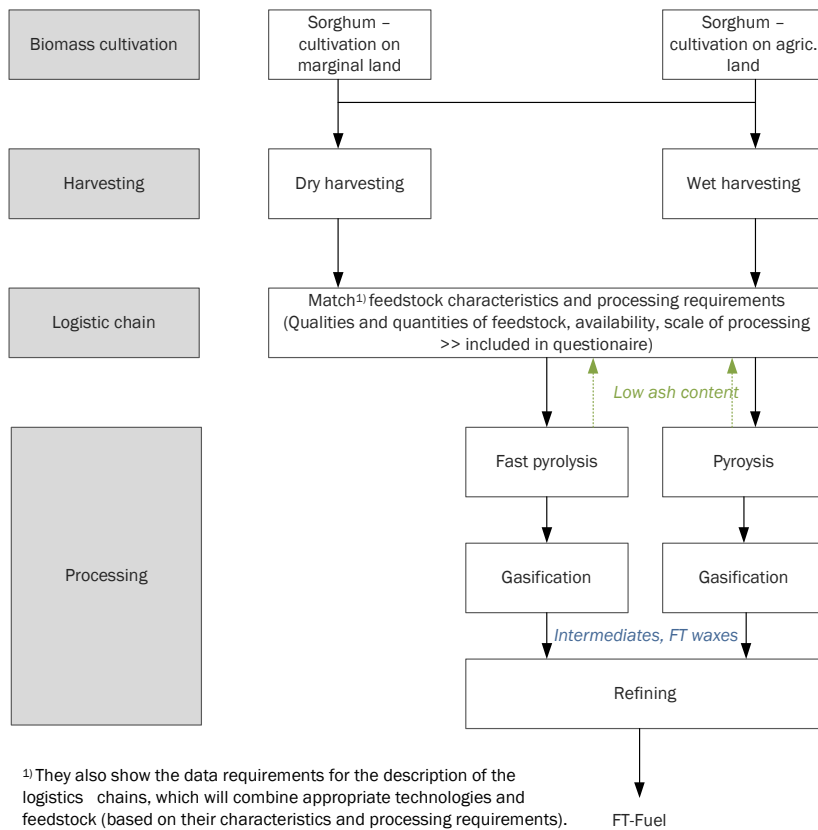 Biomass cultivation
Sorghum –
cultivation on
marginal land
Sorghum –
cultivation on agric.
land
Harvesting
Dry harvesting
Wet harvesting
Logistic chain
Match1) feedstock characteristics and processing requirements
(Qualities and quantities of feedstock, availability, scale of processing
>> included in questionaire)
Low ash content
Processing
Fast pyrolysis
Pyroysis
Gasification
Gasification
Intermediates, FT waxes
Refining
1) They also show the data requirements for the description of the
logistics chains, which will combine appropriate technologies and
feedstock (based on their characteristics and processing requirements).
FT-Fuel